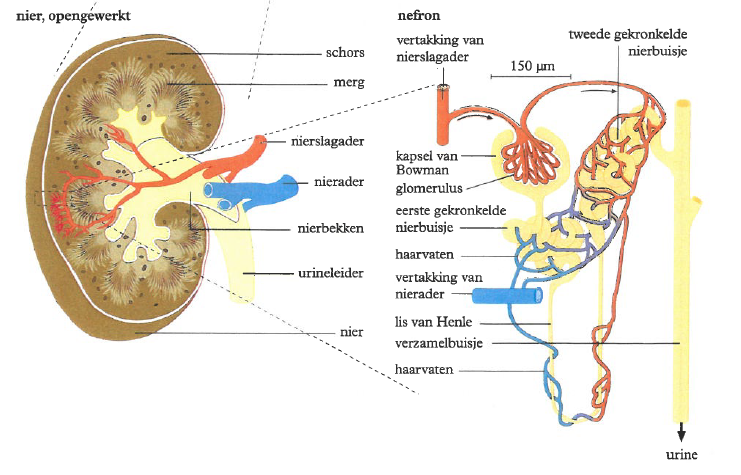 nier, opengewerkt
schors
merg
nierslagader
nierader
nierbekken
urineleider
nier
nefron
vertakking van
nierslagader
150 µm
tweede gekronkelde
nierbuisje
kapsel van
Bowman
glomerulus
eerste gekronkelde
nierbuisje
haarvaten
vertakking van
nierader
lis van Henle
verzamelbuisje
haarvaten
urine